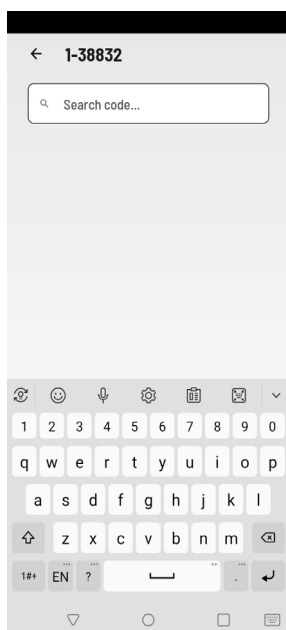 1-38832
Search code...
1 2 3 4 5 6 7 8 9 0
q w e r t y u i o p
a s d f g h j k l
z x c v b n m
1#+ EN ? .